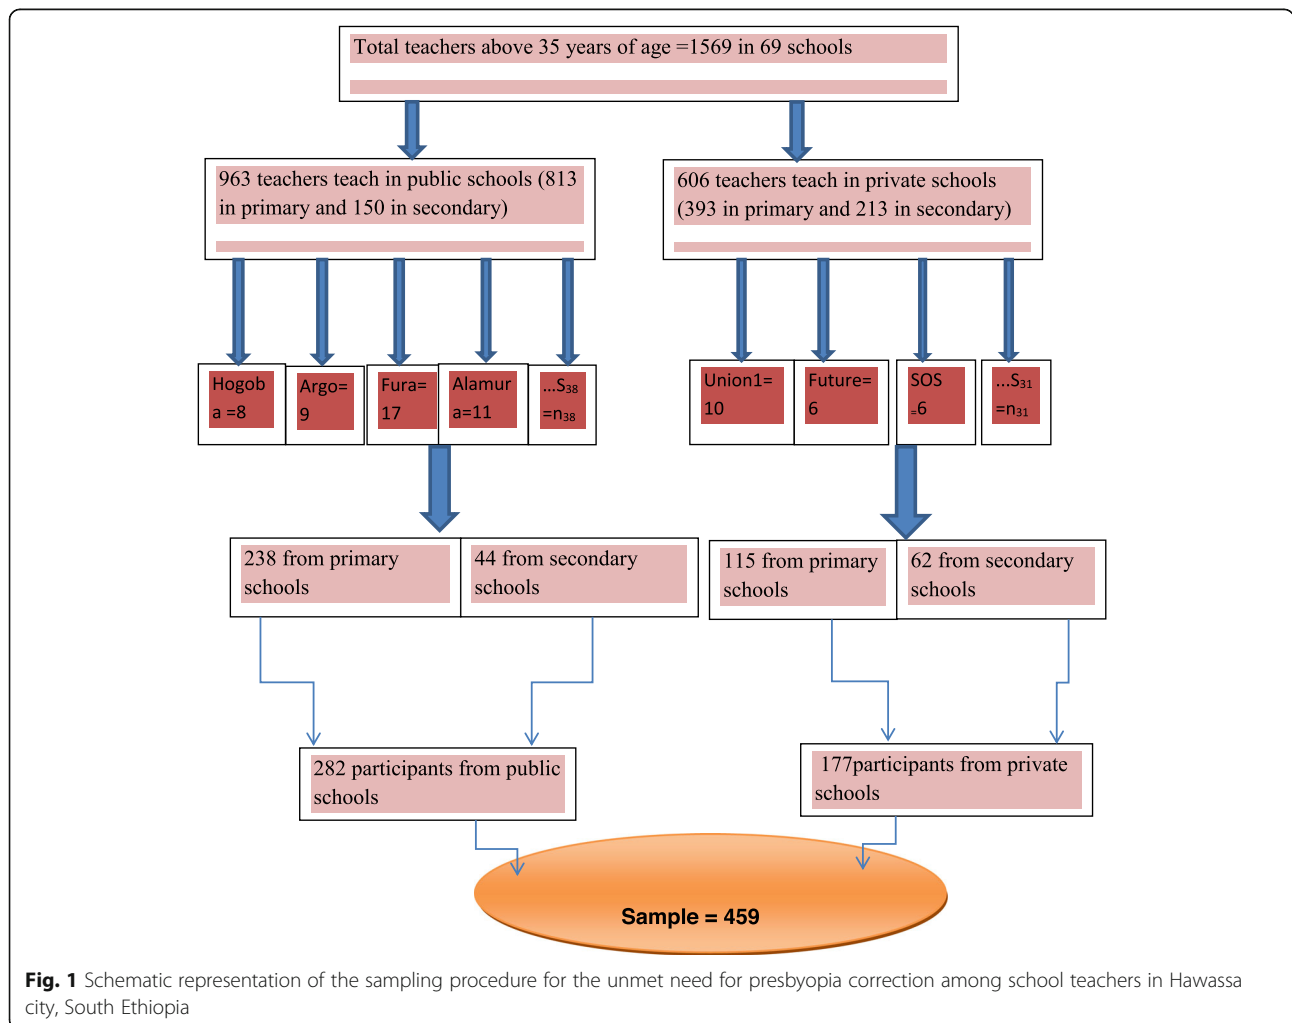 Total teachers above 35 years of age =1569 in 69 schools
963 teachers teach in public schools (813
in primary and 150 in secondary)
606 teachers teach in private schools
(393 in primary and 213 in secondary)
Hogob
a =8
Argo=
9
Fura=
17
Alamur
a=11
...S38
=n38
Union1=
10
Future=
6
SOS
=6
...S31
=n31
238 from primary
schools
44 from secondary
schools
115 from primary
schools
62 from secondary
schools
282 participants from public
schools
177participants from private
schools
Sample = 459
Fig. 1 Schematic representation of the sampling procedure for the unmet need for presbyopia correction among school teachers in Hawassa
city, South Ethiopia